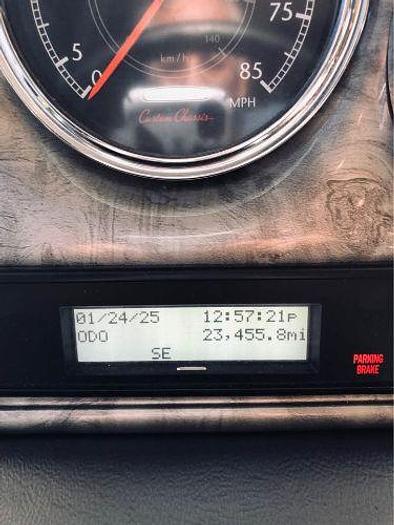 75
140
5
km/h
0
85
MPH
Custom Chassis
01/24/25 12:57:21P
ODO 23,455.8mi
SE
PARKING
BRAKE